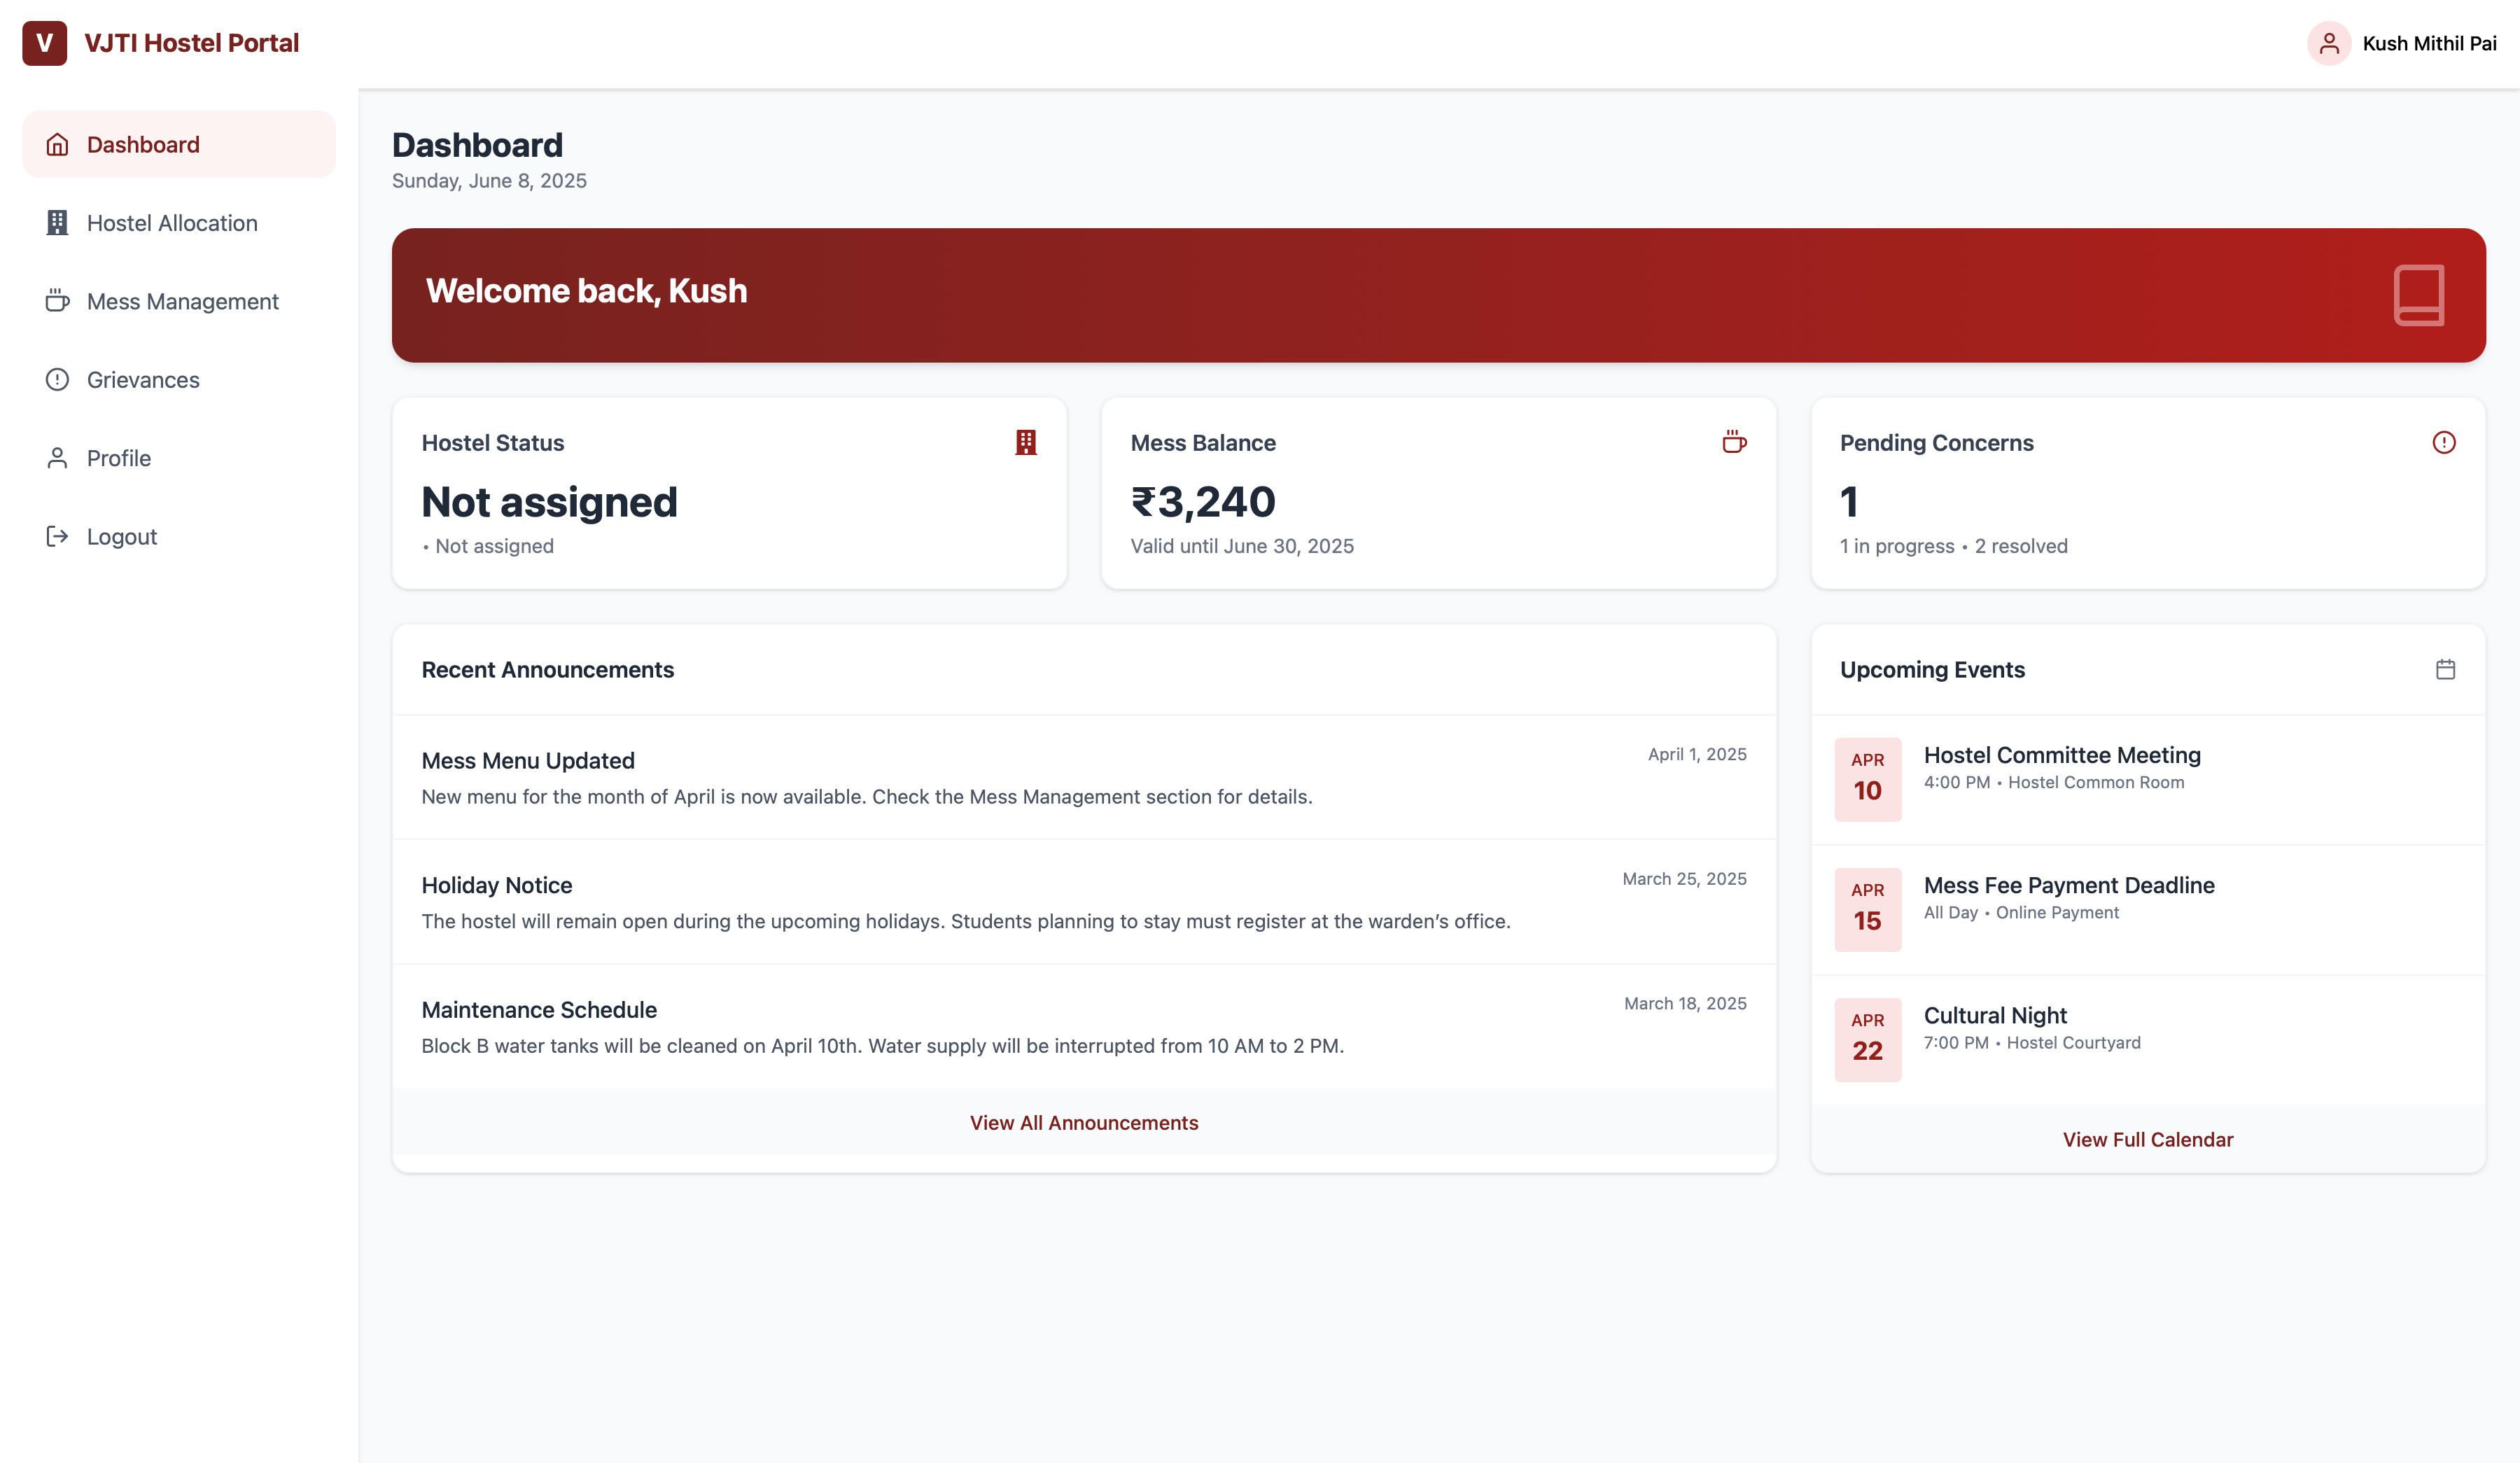 V
VJTI Hostel Portal
Kush Mithil Pai
Dashboard
Hostel Allocation
Mess Management
Grievances
Profile
Logout
Dashboard
Sunday, June 8, 2025
Welcome back, Kush
Hostel Status
Not assigned
• Not assigned
Mess Balance
₹3,240
Valid until June 30, 2025
Pending Concerns
1
1 in progress • 2 resolved
Recent Announcements
Mess Menu Updated
April 1, 2025
New menu for the month of April is now available. Check the Mess Management section for details.
Holiday Notice
March 25, 2025
The hostel will remain open during the upcoming holidays. Students planning to stay must register at the warden’s office.
Maintenance Schedule
March 18, 2025
Block B water tanks will be cleaned on April 10th. Water supply will be interrupted from 10 AM to 2 PM.
View All Announcements
Upcoming Events
APR
10
Hostel Committee Meeting
4:00 PM • Hostel Common Room
APR
15
Mess Fee Payment Deadline
All Day • Online Payment
APR
22
Cultural Night
7:00 PM • Hostel Courtyard
View Full Calendar